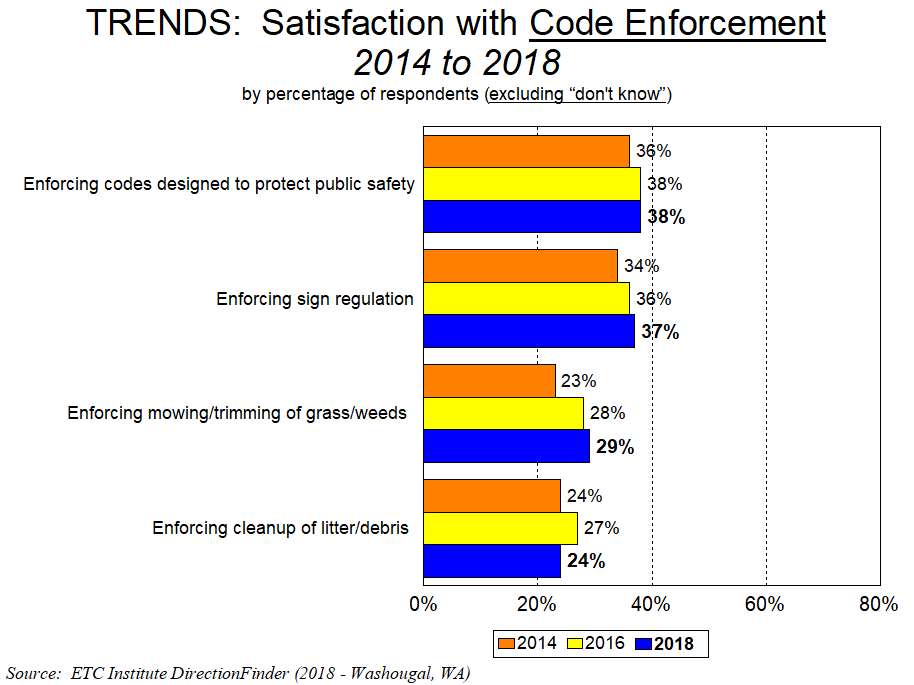 TRENDS:  Satisfaction with Code Enforcement
2014 to 2018
by percentage of respondents (excluding “don't know”)
36%
Enforcing codes designed to protect public safety
38%
38%
34%
Enforcing sign regulation
36%
37%
23%
Enforcing mowing/trimming of grass/weeds
28%
29%
24%
Enforcing cleanup of litter/debris
27%
24%
0% 20% 40% 60% 80%
2014 2016 2018
Source:  ETC Institute DirectionFinder (2018 - Washougal, WA)